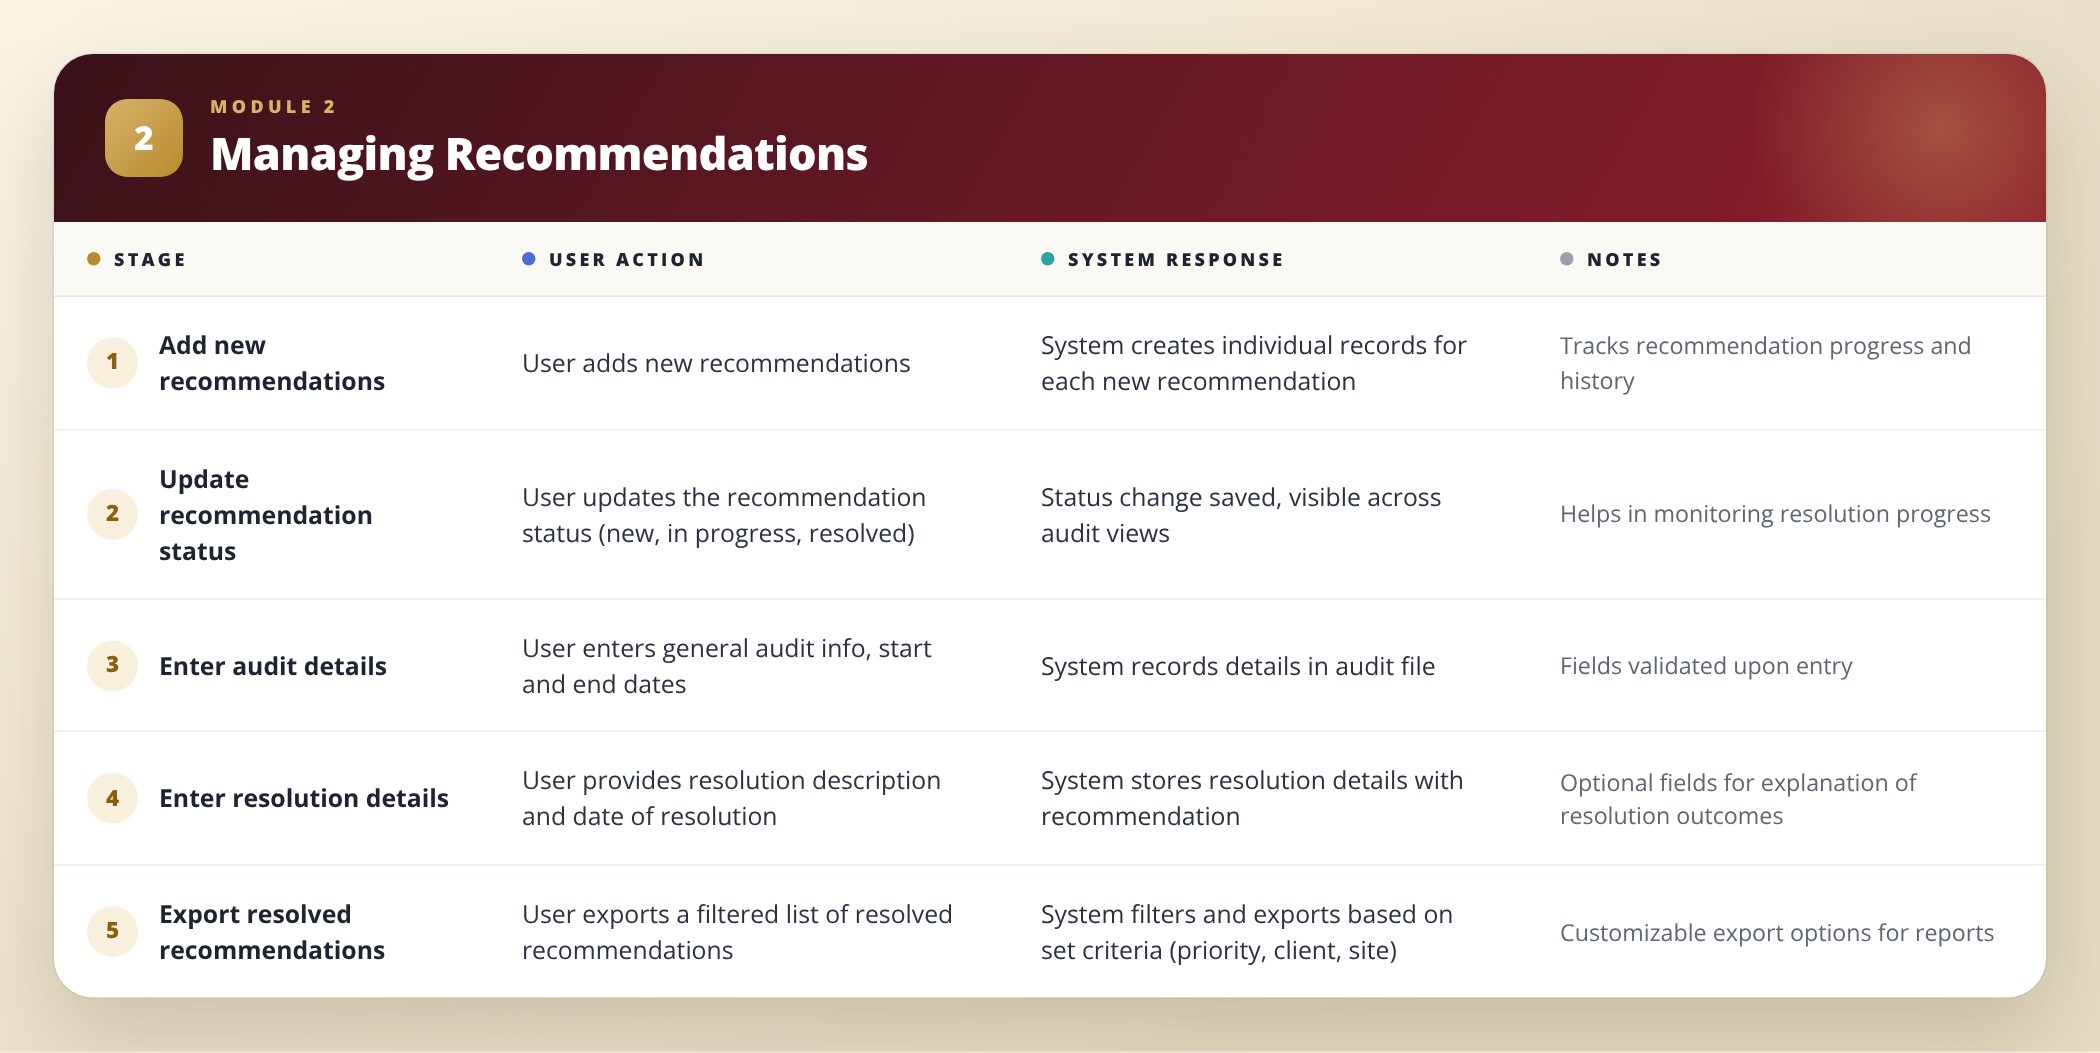 2
MODULE 2
Managing Recommendations
STAGE
USER ACTION
SYSTEM RESPONSE
NOTES
1
Add new
recommendations
User adds new recommendations
System creates individual records for
each new recommendation
Tracks recommendation progress and
history
2
Update
recommendation
status
User updates the recommendation
status (new, in progress, resolved)
Status change saved, visible across
audit views
Helps in monitoring resolution progress
3
Enter audit details
User enters general audit info, start
and end dates
System records details in audit file
Fields validated upon entry
4
Enter resolution details
User provides resolution description
and date of resolution
System stores resolution details with
recommendation
Optional fields for explanation of
resolution outcomes
5
Export resolved
recommendations
User exports a filtered list of resolved
recommendations
System filters and exports based on
set criteria (priority, client, site)
Customizable export options for reports